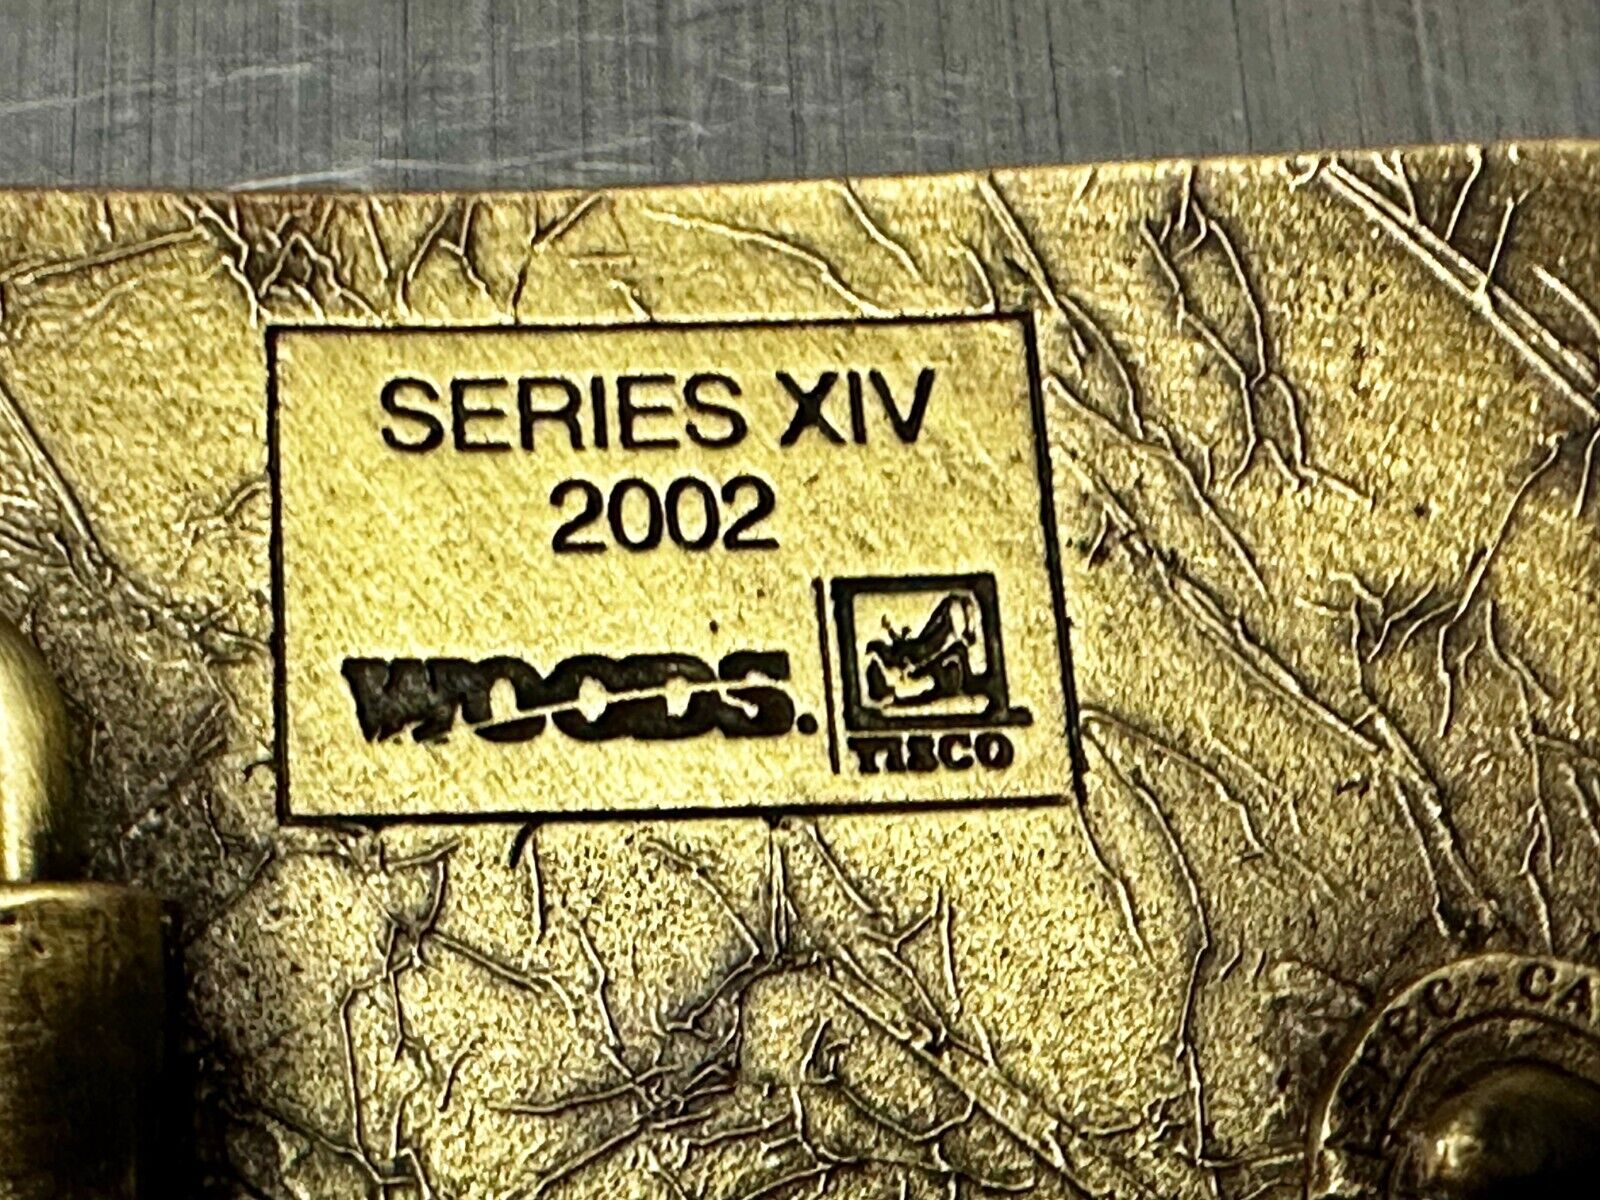 SERIES XIV
2002
WOODS.
TISCO